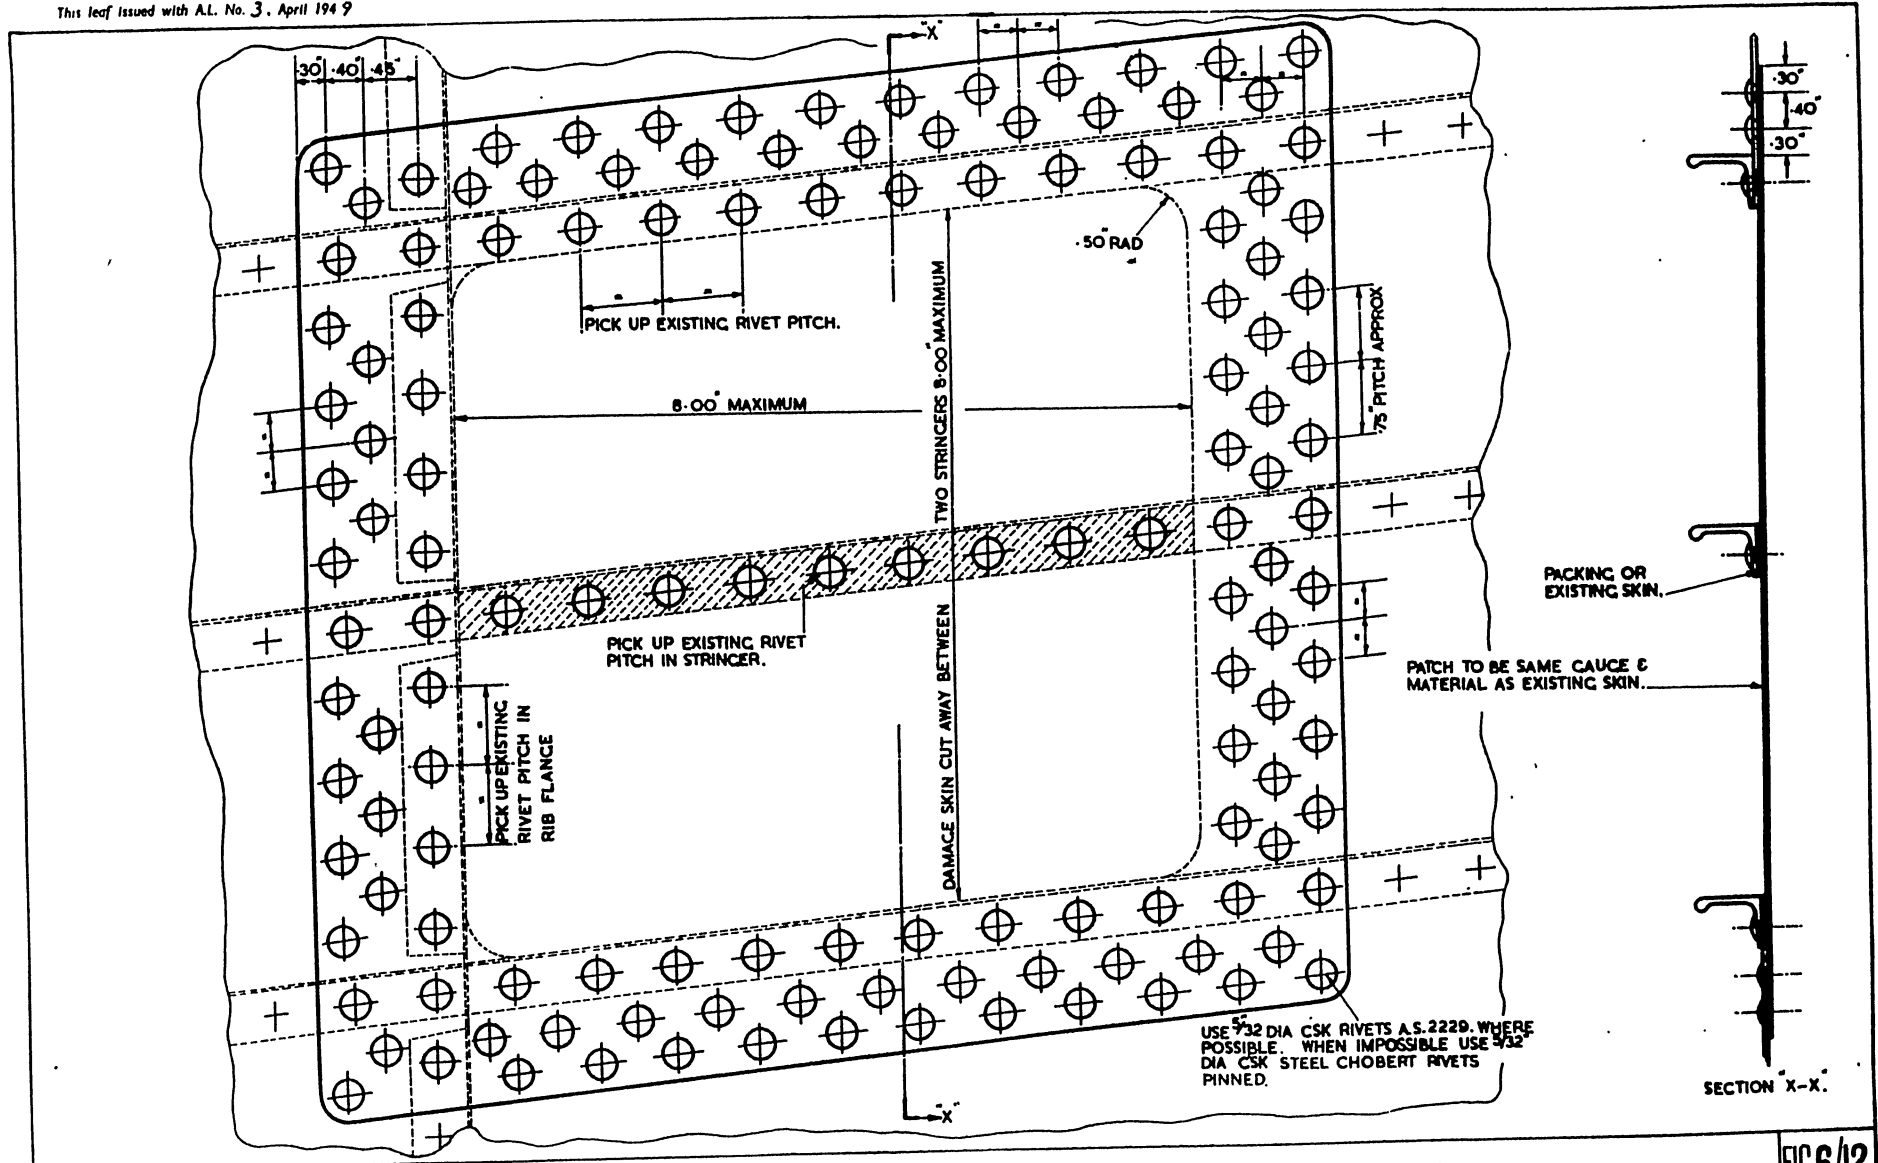 This leaf issued with A.L. No. 3, April 1949
"X"
.30" .40" .45"
.30"
.40"
.30"
.50" RAD
PICK UP EXISTING RIVET PITCH.
8.00" MAXIMUM
DAMAGE SKIN CUT AWAY BETWEEN TWO STRINGERS 8.00" MAXIMUM
.75" PITCH APPROX
PACKING OR
EXISTING SKIN.
PICK UP EXISTING RIVET
PITCH IN STRINGER.
PATCH TO BE SAME GAUGE &
MATERIAL AS EXISTING SKIN.
PICK UP EXISTING
RIVET PITCH IN
RIB FLANGE
USE 5/32" DIA CSK RIVETS A.S.2229. WHERE
POSSIBLE. WHEN IMPOSSIBLE USE 5/32"
DIA CSK STEEL CHOBERT RIVETS
PINNED.
SECTION "X-X".
"X"
FIG 6/12